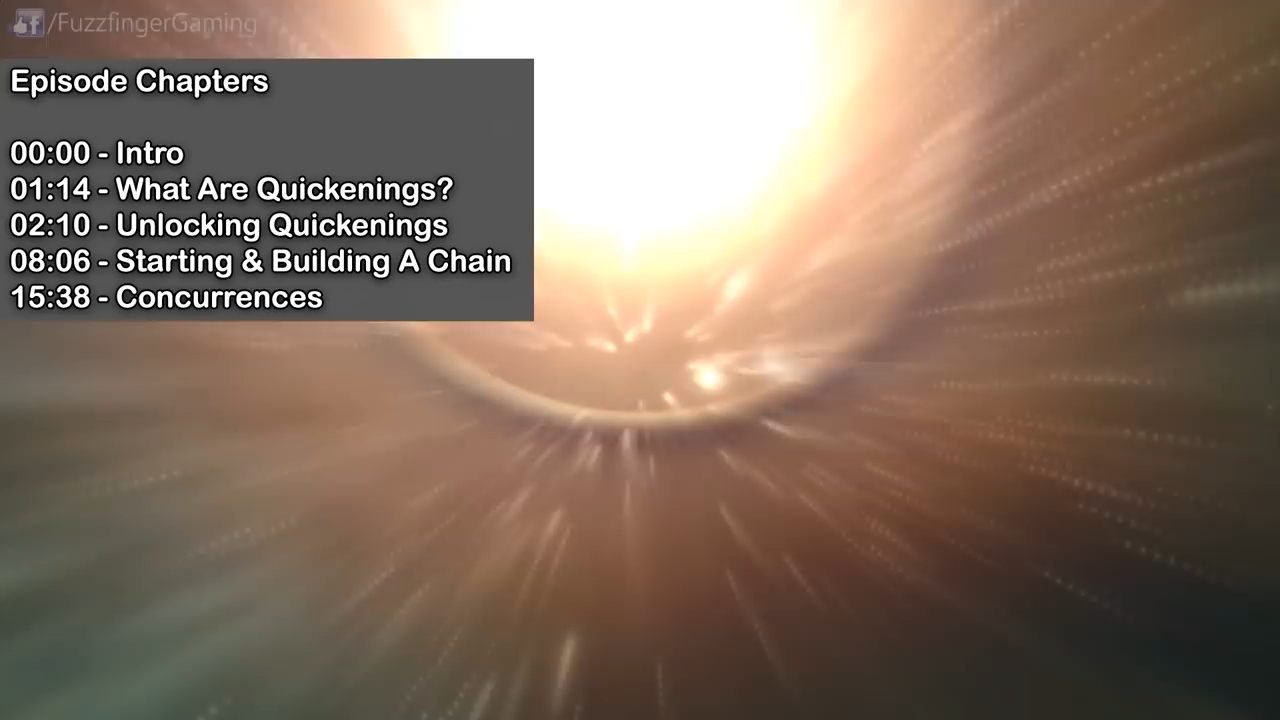 /FuzzfingerGaming
Episode Chapters
00:00 - Intro
01:14 - What Are Quickenings?
02:10 - Unlocking Quickenings
08:06 - Starting & Building A Chain
15:38 - Concurrences